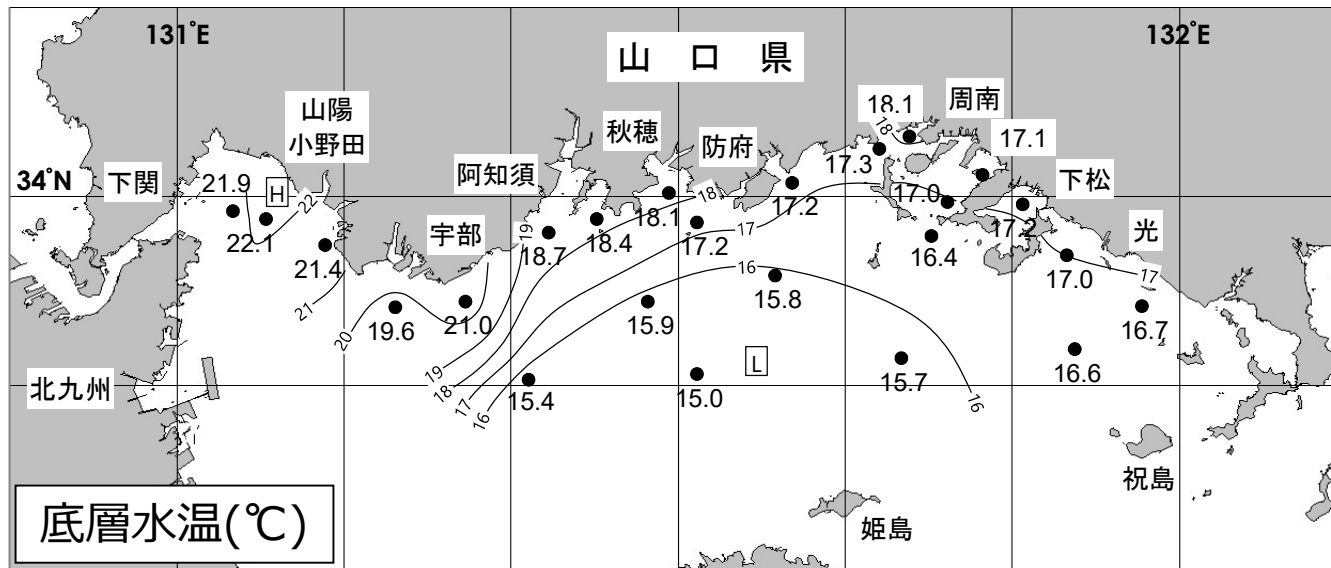 131°E
132°E
山 口 県
山陽
小野田
秋穂
防府
18.1
周南
18
17.1
17.3
34°N
下関
21.9
H
22
阿知須
下松
22.1
宇部
19
18.7
18.4
18.1
18
17.2
17
17.2
17.0
17.2
光
21.4
16.4
17.0
17
21
16
20
19.6
21.0
15.9
15.8
16.7
19
18
17
16
15.4
15.0
L
15.7
16.6
16
北九州
祝島
姫島
底層水温(℃)